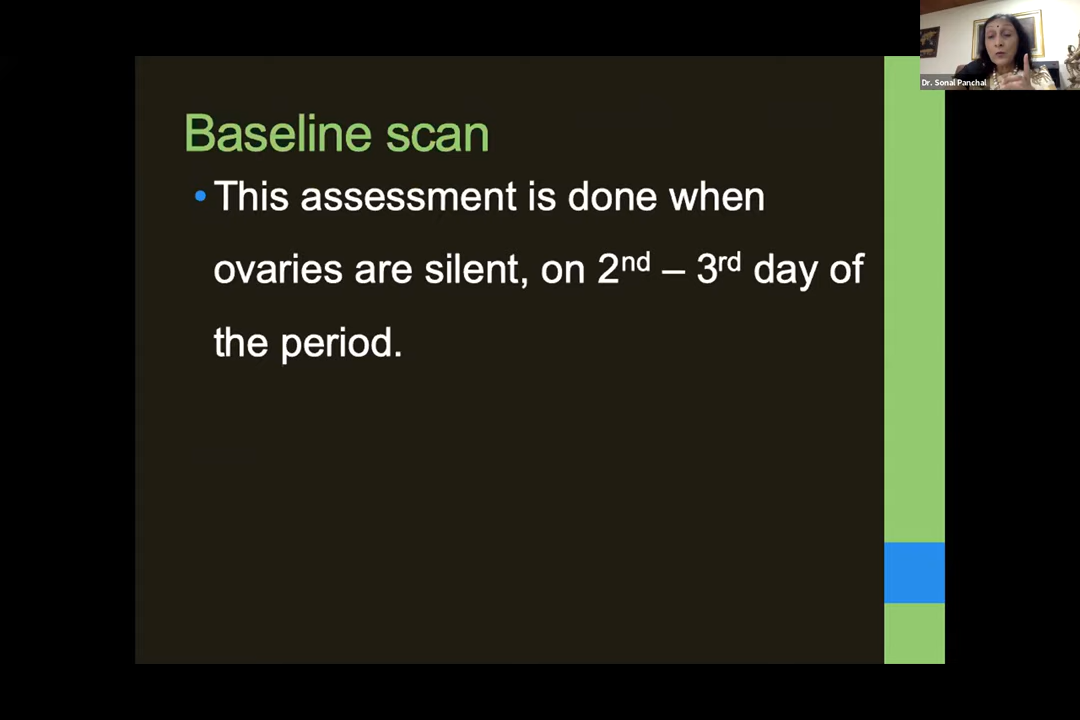 Baseline scan
• This assessment is done when
ovaries are silent, on 2nd – 3rd day of
the period.
Dr. Sonal Panchal